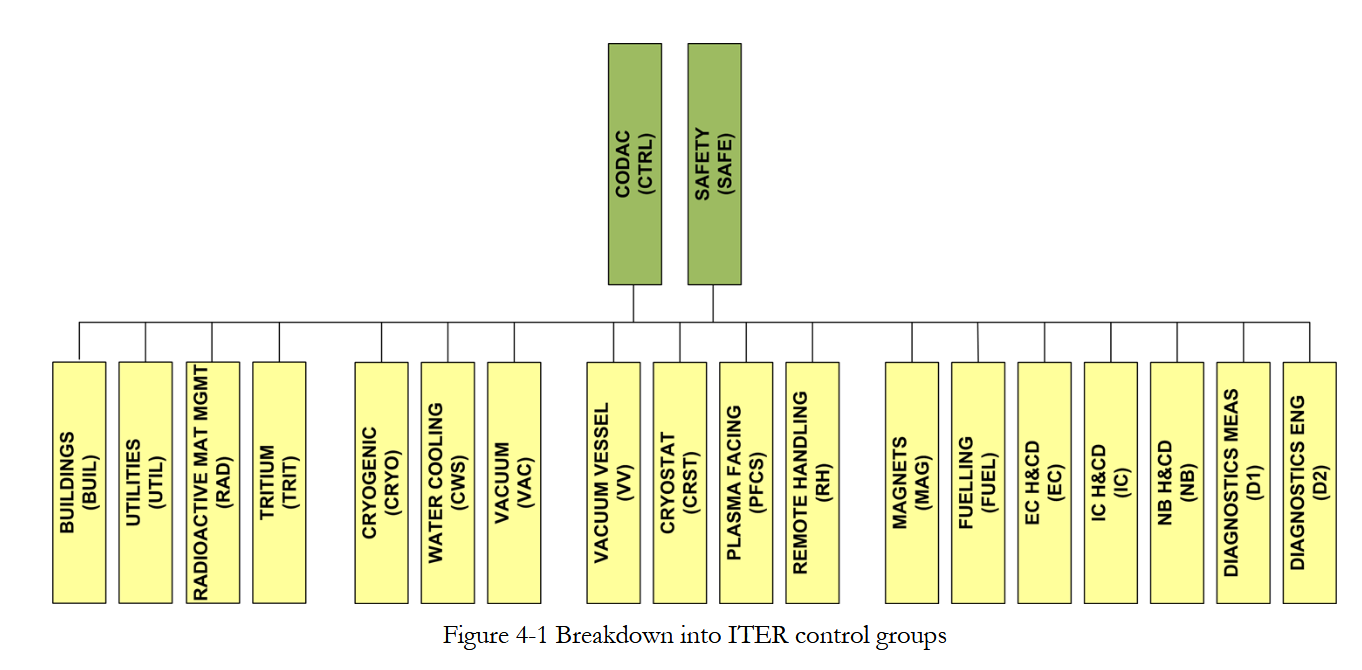 CODAC
(CTRL)
SAFETY
(SAFE)
BUILDINGS
(BUIL)
UTILITIES
(UTIL)
RADIOACTIVE MAT MGMT
(RAD)
TRITIUM
(TRIT)
CRYOGENIC
(CRYO)
WATER COOLING
(CWS)
VACUUM
(VAC)
VACUUM VESSEL
(VV)
CRYOSTAT
(CRST)
PLASMA FACING
(PFCS)
REMOTE HANDLING
(RH)
MAGNETS
(MAG)
FUELLING
(FUEL)
EC H&CD
(EC)
IC H&CD
(IC)
NB H&CD
(NB)
DIAGNOSTICS MEAS
(D1)
DIAGNOSTICS ENG
(D2)
Figure 4-1 Breakdown into ITER control groups